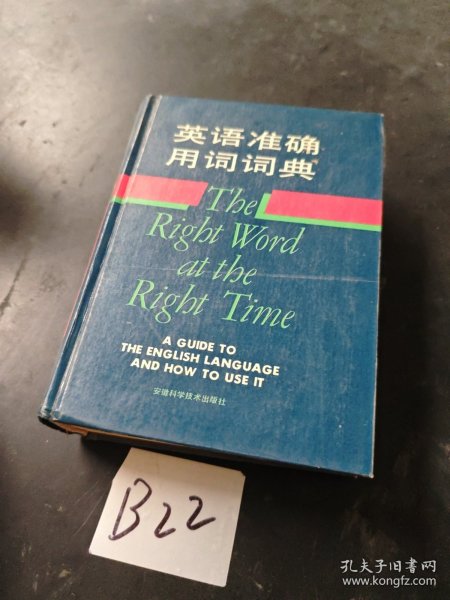 英语准确
用词词典
The
Right Word
at the
Right Time
A GUIDE TO
THE ENGLISH LANGUAGE
AND HOW TO USE IT
安徽科学技术出版社
B22
孔夫子旧书网
www.kongfz.com